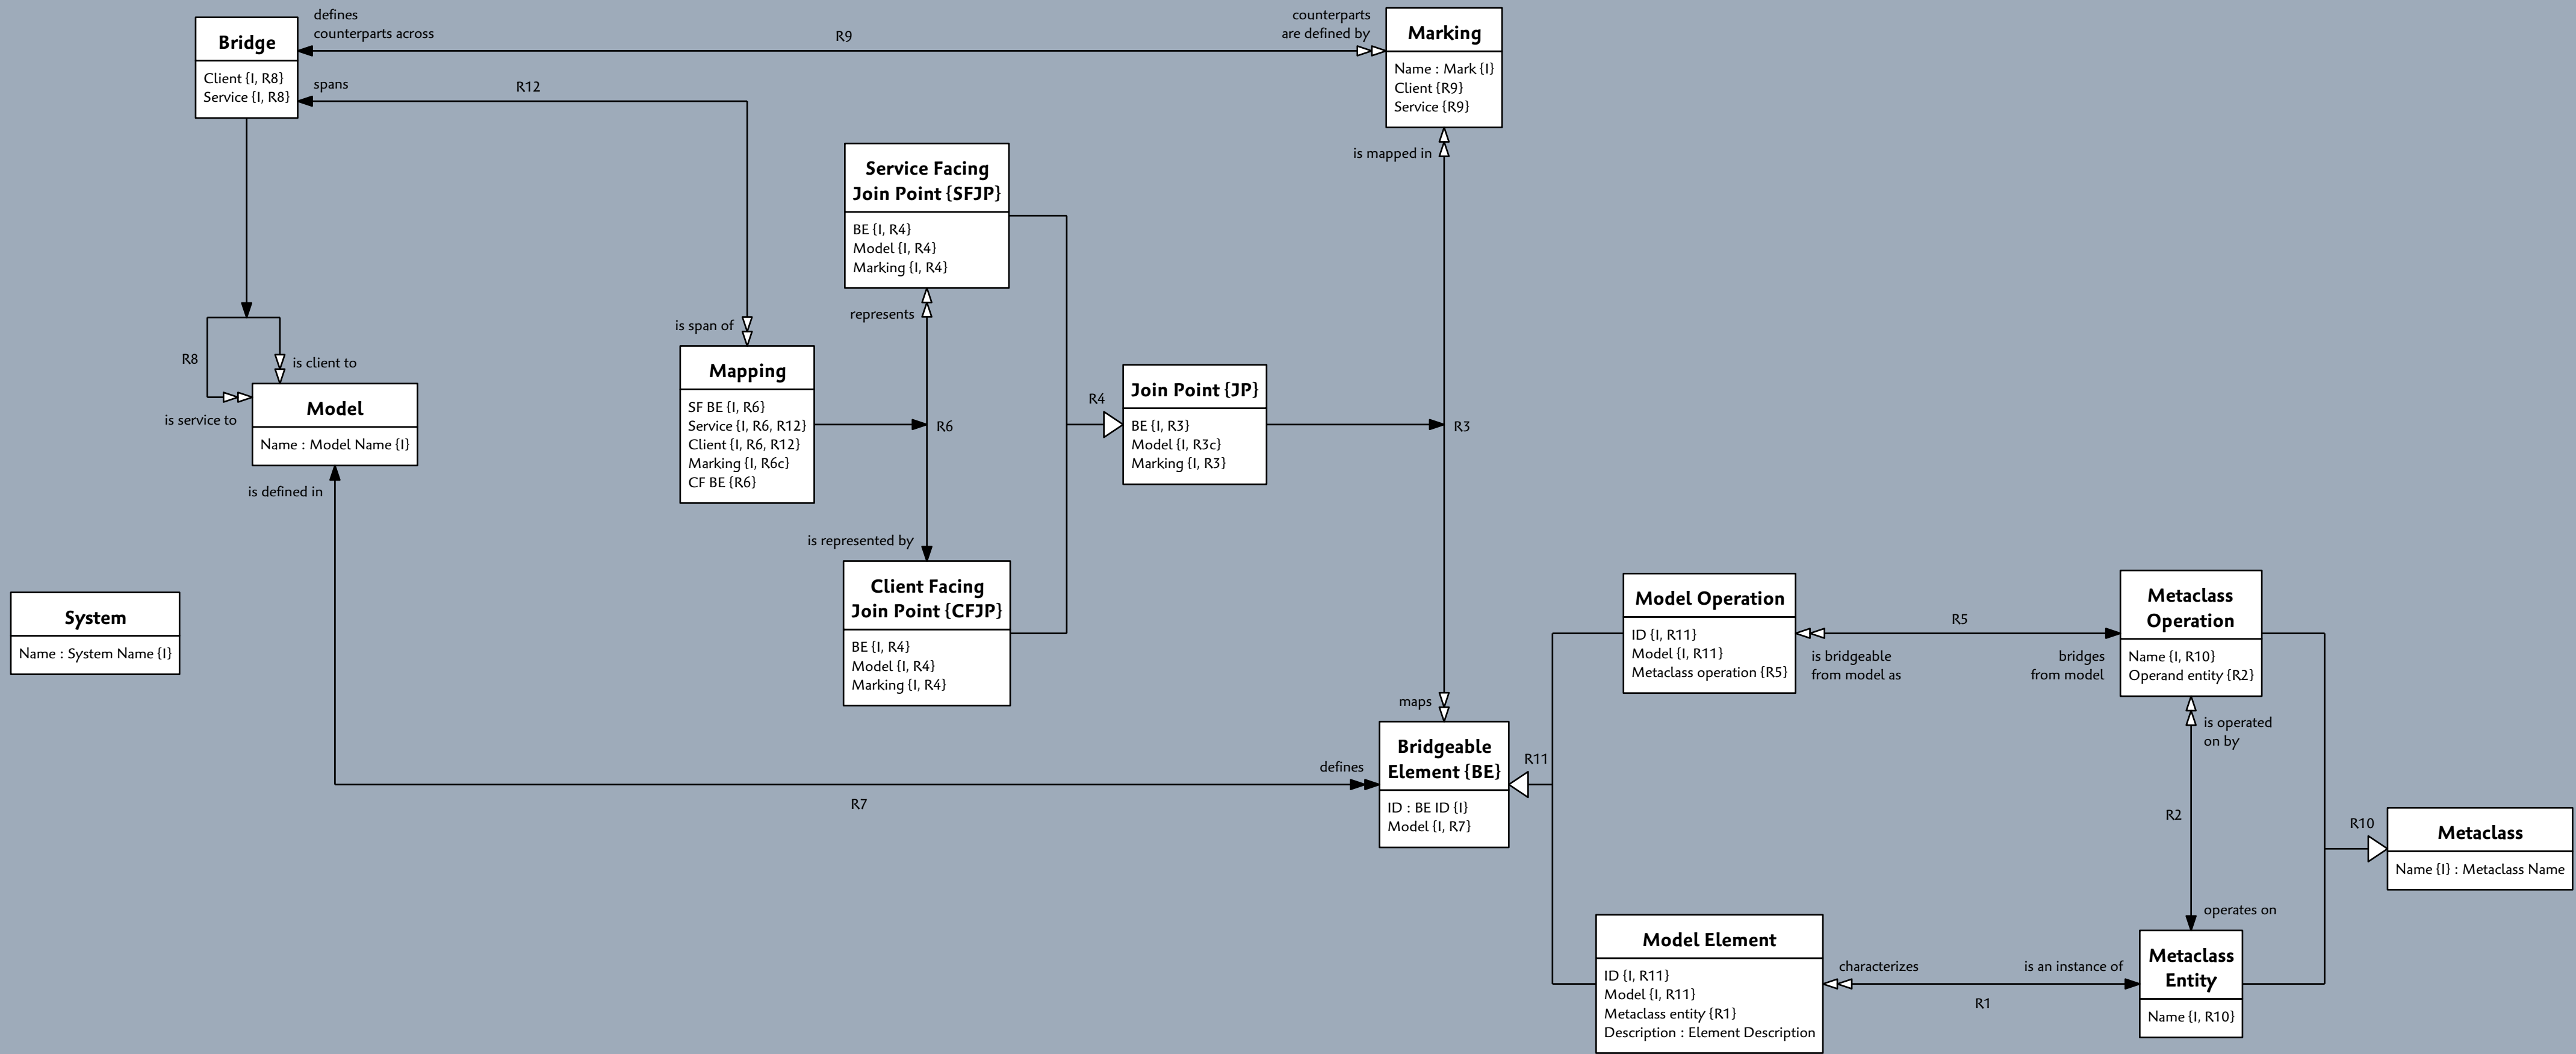 defines
counterparts across
R9
counterparts
are defined by
Bridge
Client {I, R8}
Service {I, R8}
spans
R12
Marking
Name : Mark {I}
Client {R9}
Service {R9}
is mapped in
Service Facing
Join Point {SFJP}
BE {I, R4}
Model {I, R4}
Marking {I, R4}
represents
is span of
R8
is client to
is service to
Model
Name : Model Name {I}
is defined in
Mapping
SF BE {I, R6}
Service {I, R6, R12}
Client {I, R6, R12}
Marking {I, R6c}
CF BE {R6}
R6
R4
Join Point {JP}
BE {I, R3}
Model {I, R3c}
Marking {I, R3}
R3
is represented by
Client Facing
Join Point {CFJP}
BE {I, R4}
Model {I, R4}
Marking {I, R4}
System
Name : System Name {I}
maps
defines
R7
Bridgeable
Element {BE}
ID : BE ID {I}
Model {I, R7}
R11
Model Operation
ID {I, R11}
Model {I, R11}
Metaclass operation {R5}
R5
is bridgeable
from model as
bridges
from model
Metaclass
Operation
Name {I, R10}
Operand entity {R2}
is operated
on by
R2
operates on
R10
Metaclass
Name {I} : Metaclass Name
Model Element
ID {I, R11}
Model {I, R11}
Metaclass entity {R1}
Description : Element Description
characterizes
is an instance of
R1
Metaclass
Entity
Name {I, R10}